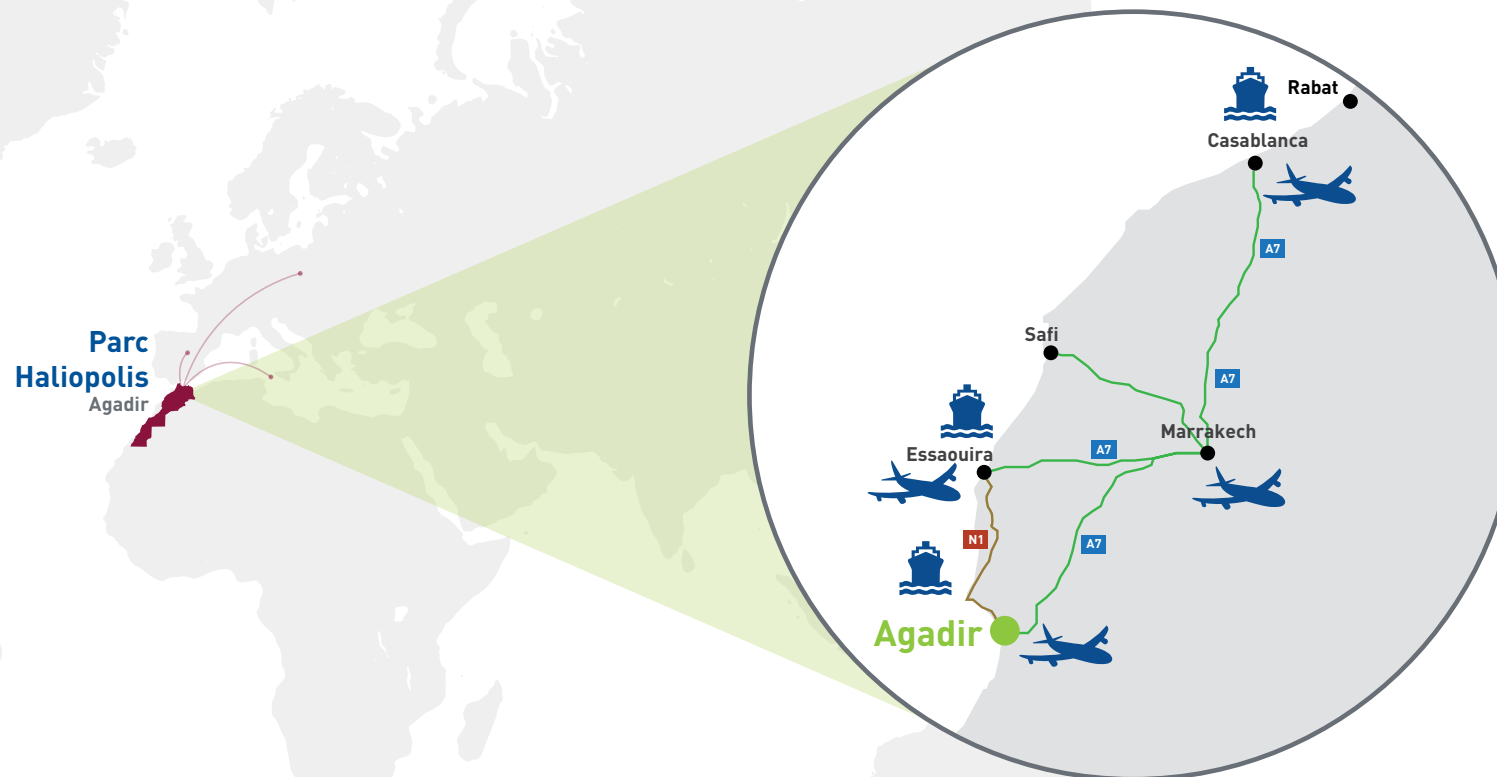 Parc
Haliopolis
Agadir
Rabat
Casablanca
A7
Safi
A7
Marrakech
A7
Essaouira
N1
A7
Agadir